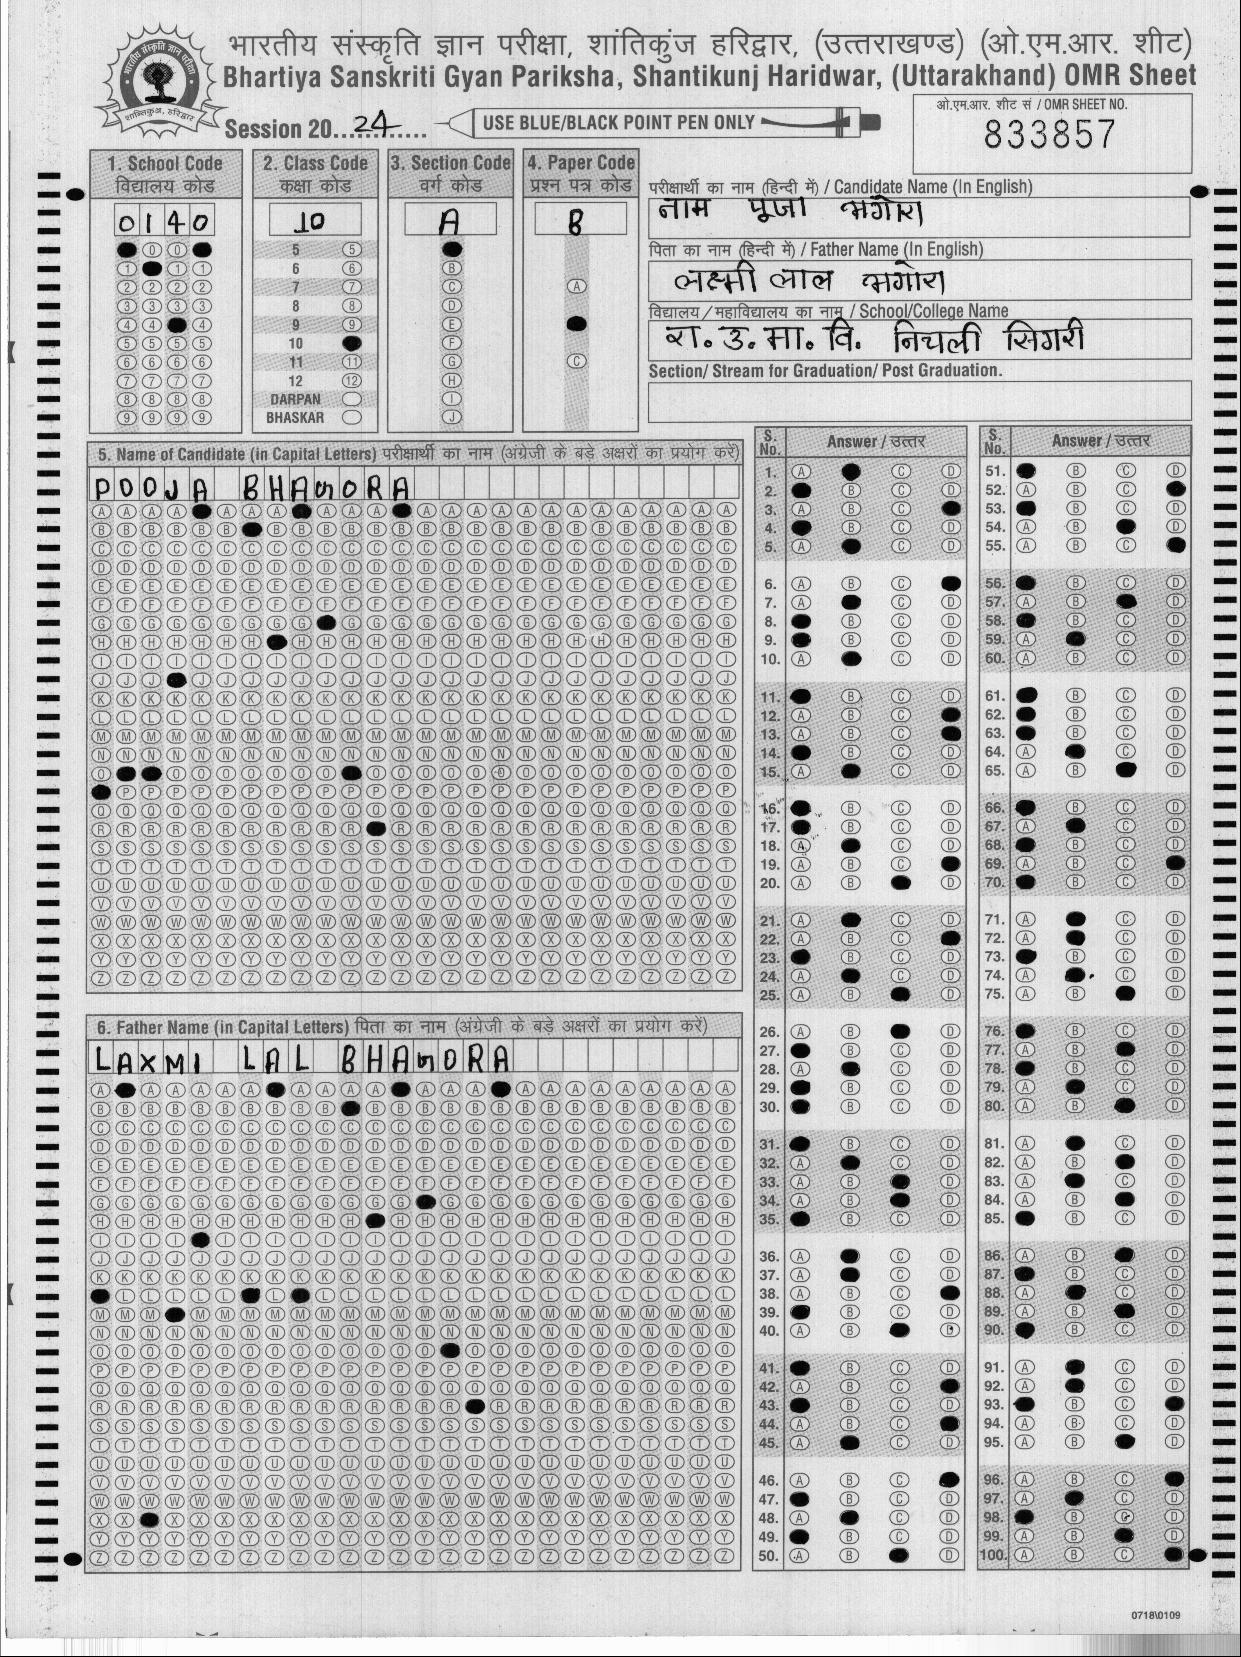 भारतीय संस्कृति ज्ञान परीक्षा, शांतिकुंज हरिद्वार, (उत्तराखण्ड) (ओ.एम.आर. शीट)
Bhartiya Sanskriti Gyan Pariksha, Shantikunj Haridwar, (Uttarakhand) OMR Sheet
Session 20....24.......
USE BLUE/BLACK POINT PEN ONLY
ओ.एम.आर. शीट सं / OMR SHEET NO.
833857
1. School Code
विद्यालय कोड
0140
2. Class Code
कक्षा कोड
10
5
6
7
8
9
10
11
12
DARPAN
BHASKAR
3. Section Code
वर्ग कोड
A
4. Paper Code
प्रश्न पत्र कोड
B
परीक्षार्थी का नाम (हिन्दी में) / Candidate Name (In English)
नाम पूजा भगोरा
पिता का नाम (हिन्दी में) / Father Name (In English)
लक्ष्मी लाल भगोरा
विद्यालय/महाविद्यालय का नाम / School/College Name
रा. उ. मा. वि. निचली सिगरी
Section/ Stream for Graduation/ Post Graduation.
5. Name of Candidate (in Capital Letters) परीक्षार्थी का नाम (अंग्रेजी के बड़े अक्षरों का प्रयोग करें)
POOJA BHAGORA
6. Father Name (in Capital Letters) पिता का नाम (अंग्रेजी के बड़े अक्षरों का प्रयोग करें)
LAXMI LAL BHAGORA
S. No. Answer / उत्तर
S. No. Answer / उत्तर
0718\0109